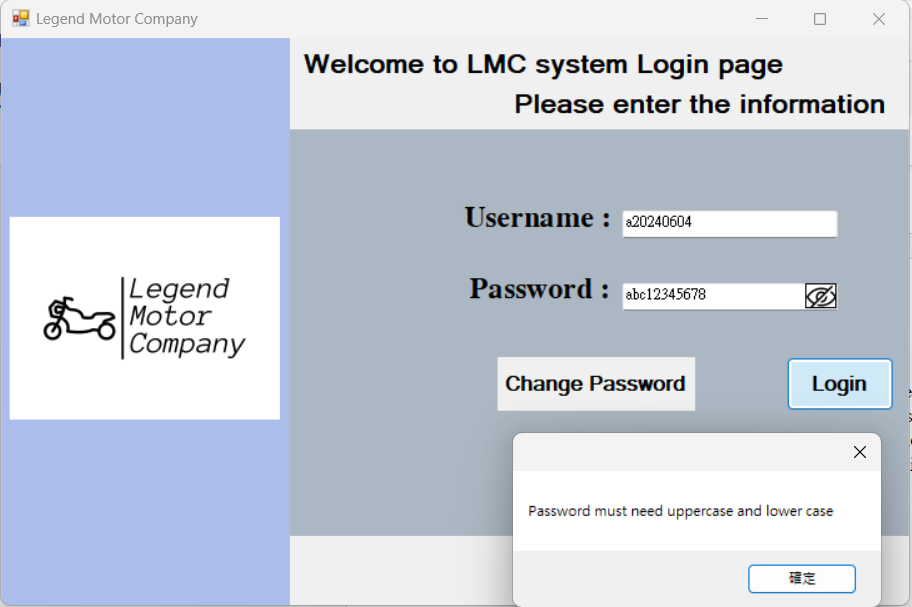 Legend Motor Company
Welcome to LMC system Login page
Please enter the information
Legend
Motor
Company
Username :
a20240604
Password :
abc12345678
Change Password
Login
Password must need uppercase and lower case
確定